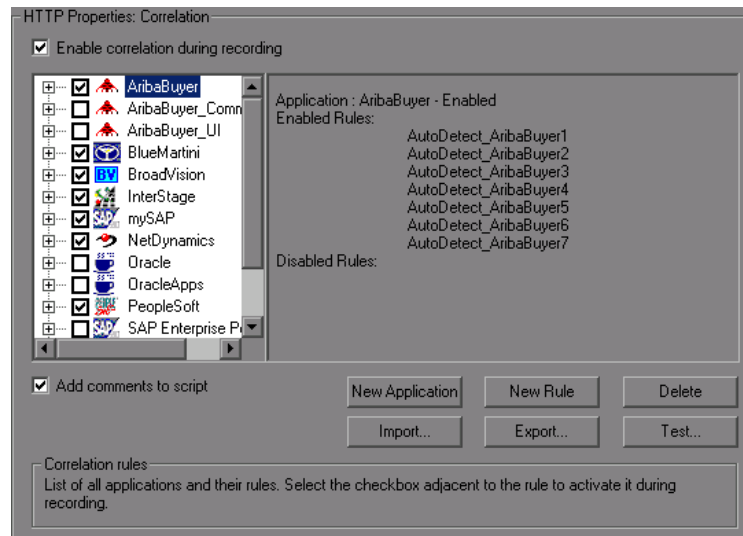 HTTP Properties: Correlation
Enable correlation during recording
AribaBuyer
AribaBuyer_Comn
AribaBuyer_UI
BlueMartini
BV BroadVision
InterStage
SAP mySAP
NetDynamics
Oracle
OracleApps
PeopleSoft
SAP SAP Enterprise P
Application : AribaBuyer - Enabled
Enabled Rules:
AutoDetect_AribaBuyer1
AutoDetect_AribaBuyer2
AutoDetect_AribaBuyer3
AutoDetect_AribaBuyer4
AutoDetect_AribaBuyer5
AutoDetect_AribaBuyer6
AutoDetect_AribaBuyer7
Disabled Rules:
Add comments to script
New Application New Rule Delete
Import... Export... Test...
Correlation rules
List of all applications and their rules. Select the checkbox adjacent to the rule to activate it during
recording.